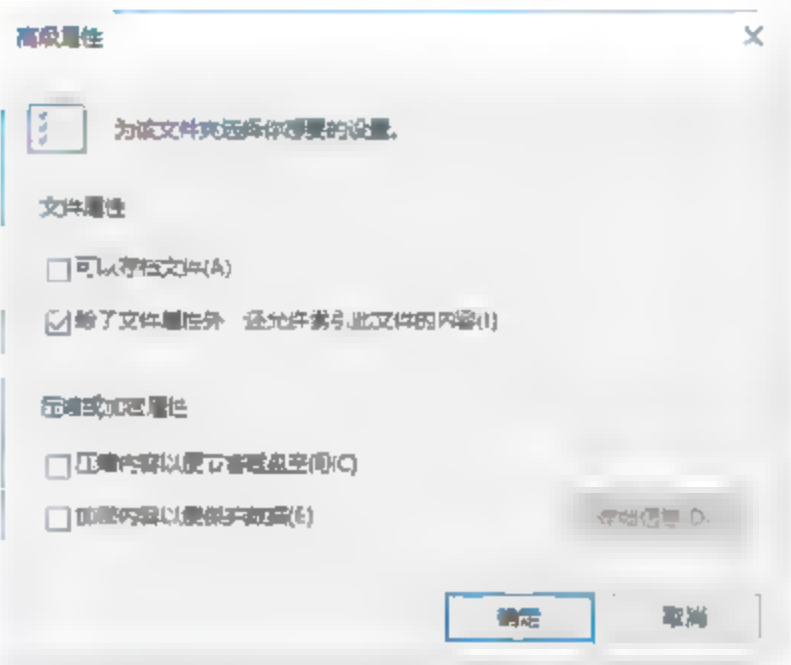 高级属性
为该文件夹选择你想要的设置。
文件属性
可以存档文件(A)
除了文件属性外，还允许索引此文件的内容(I)
压缩或加密属性
压缩内容以便节省磁盘空间(C)
加密内容以便保护数据(E)
详细信息(D)
确定
取消